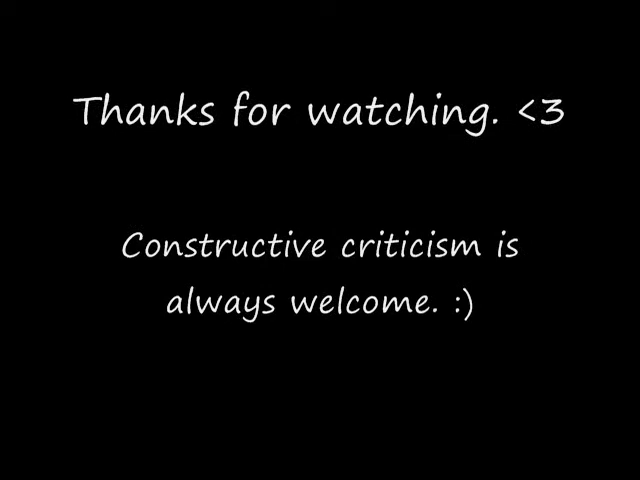 Thanks for watching. <3
Constructive criticism is
always welcome. :)